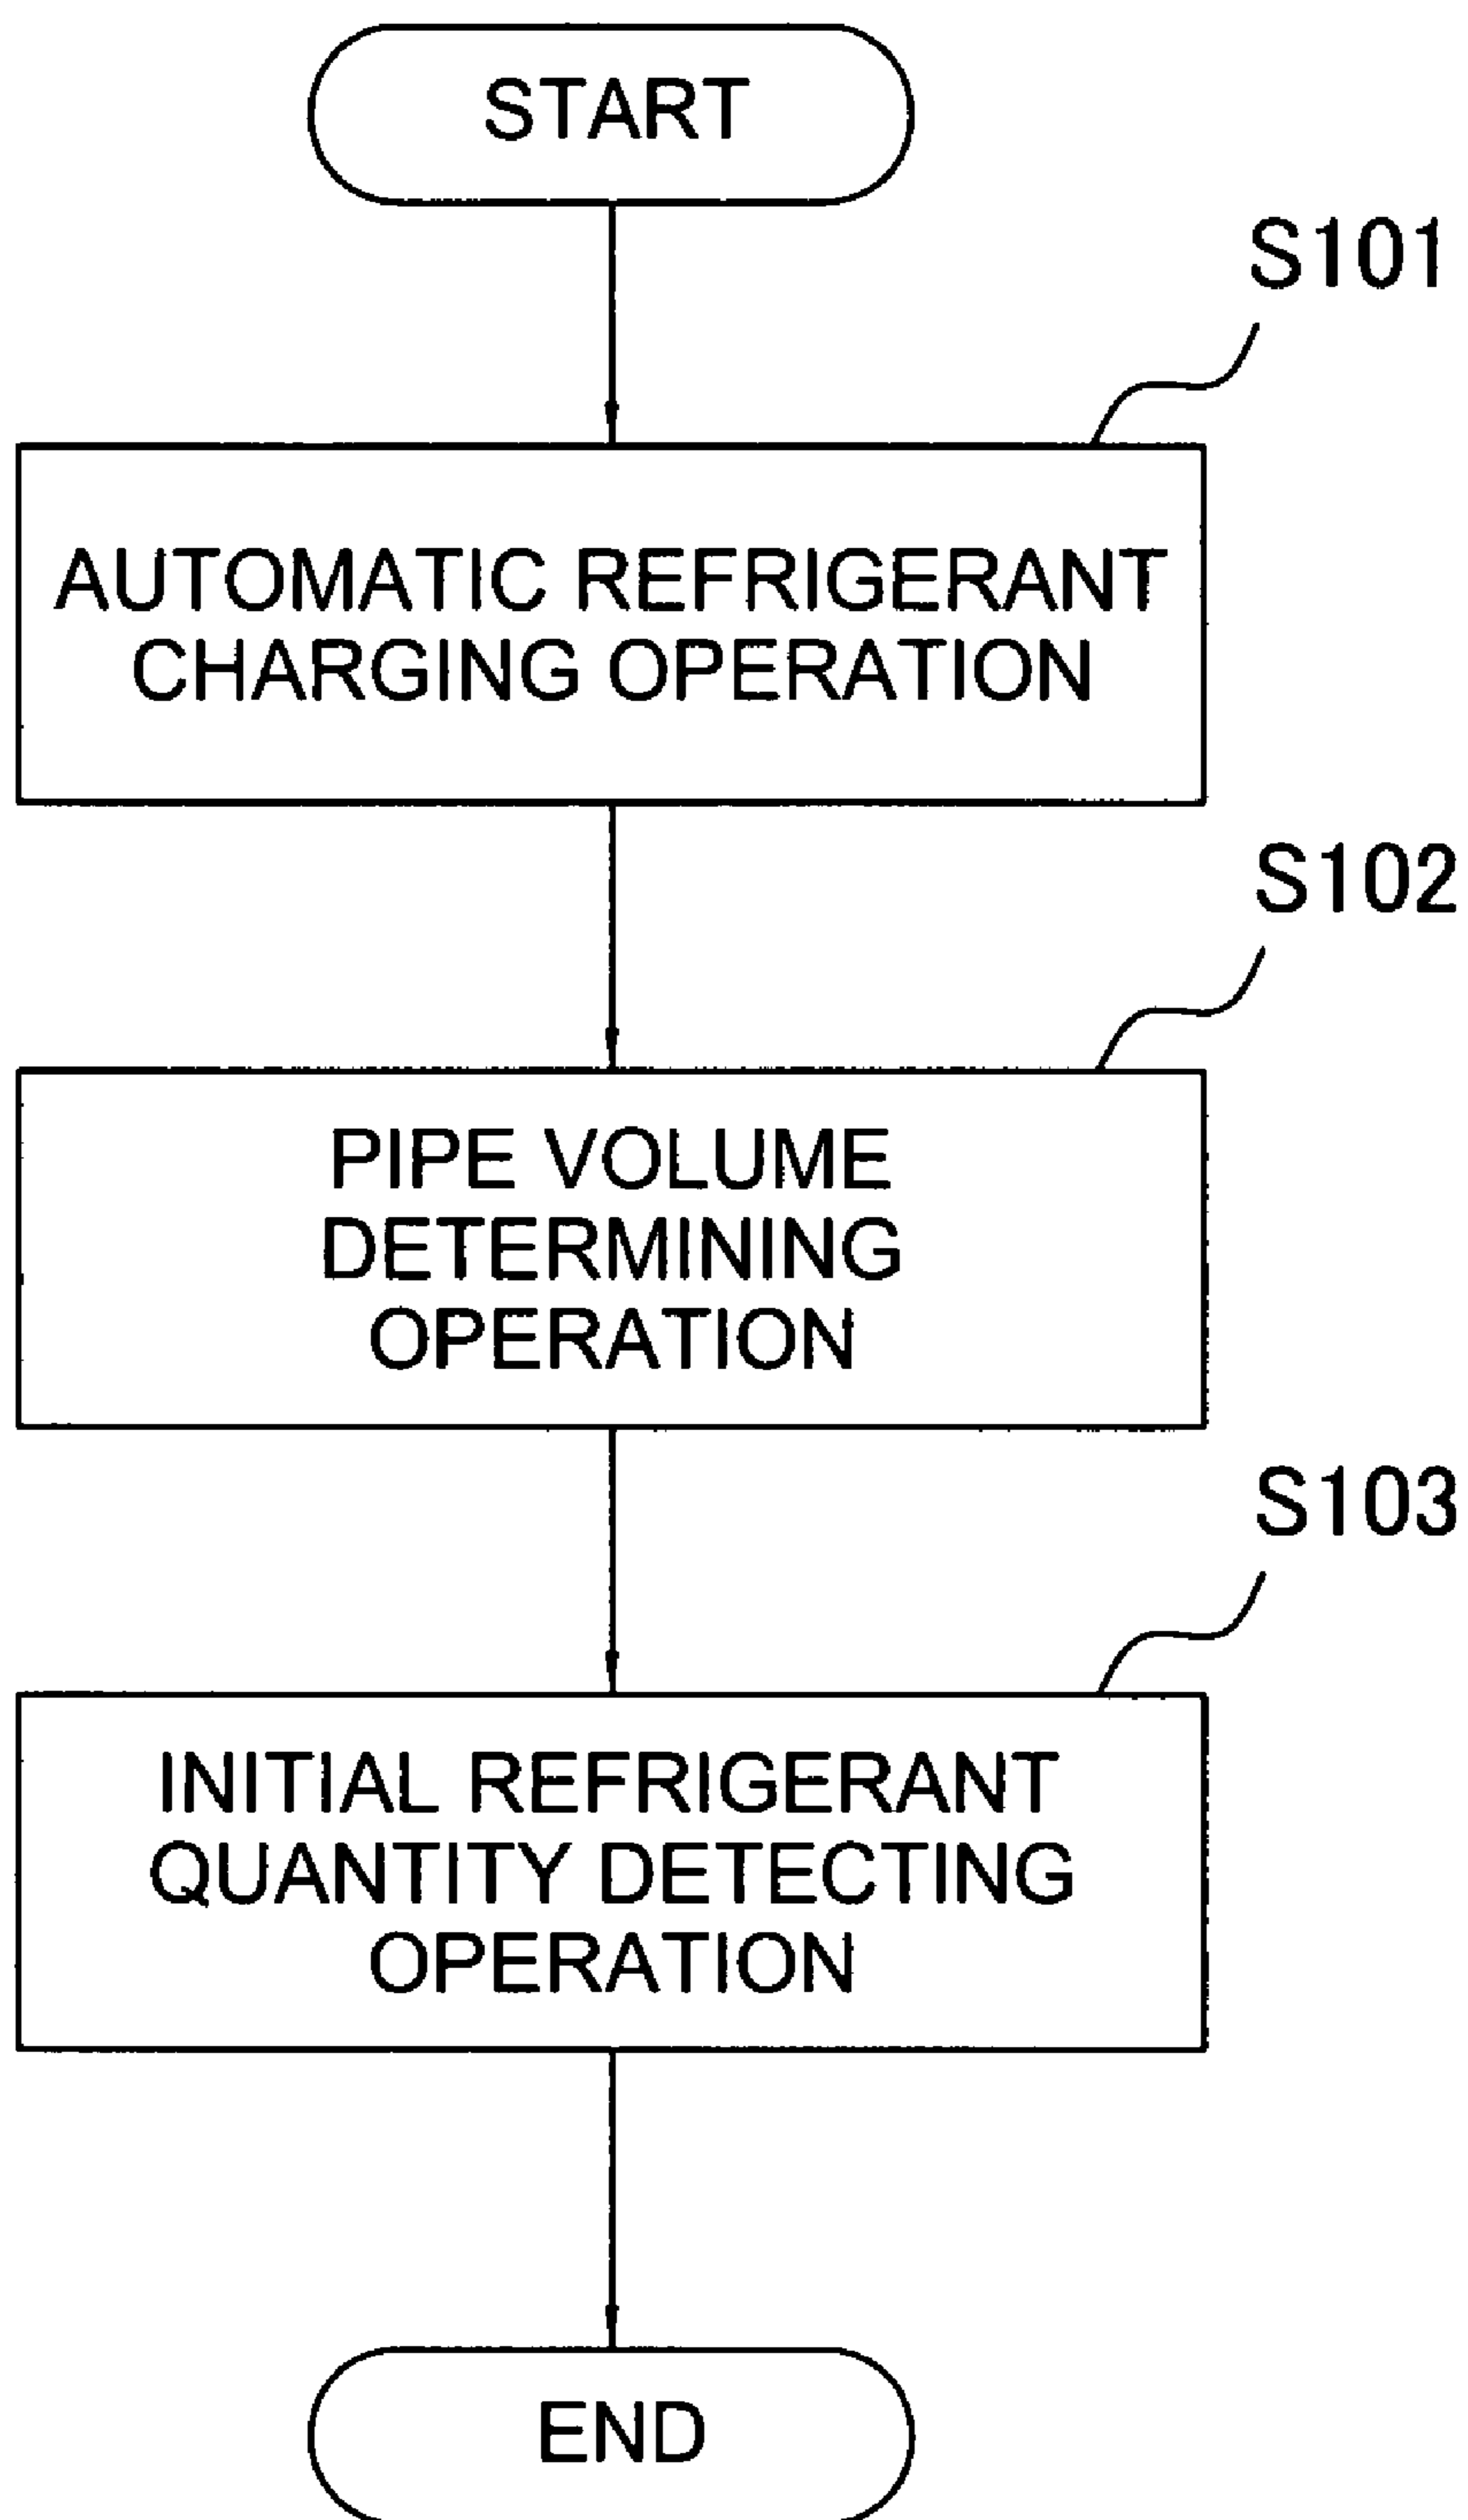 START
S101
AUTOMATIC REFRIGERANT
CHARGING OPERATION
S102
PIPE VOLUME
DETERMINING
OPERATION
S103
INITIAL REFRIGERANT
QUANTITY DETECTING
OPERATION
END